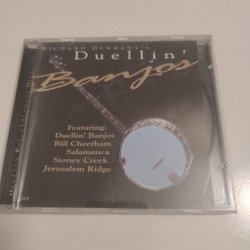 Richard Durrant's
Duellin'
Banjos
Featuring:
Duellin' Banjos
Bill Cheetham
Salamanca
Stoney Creek
Jerusalem Ridge